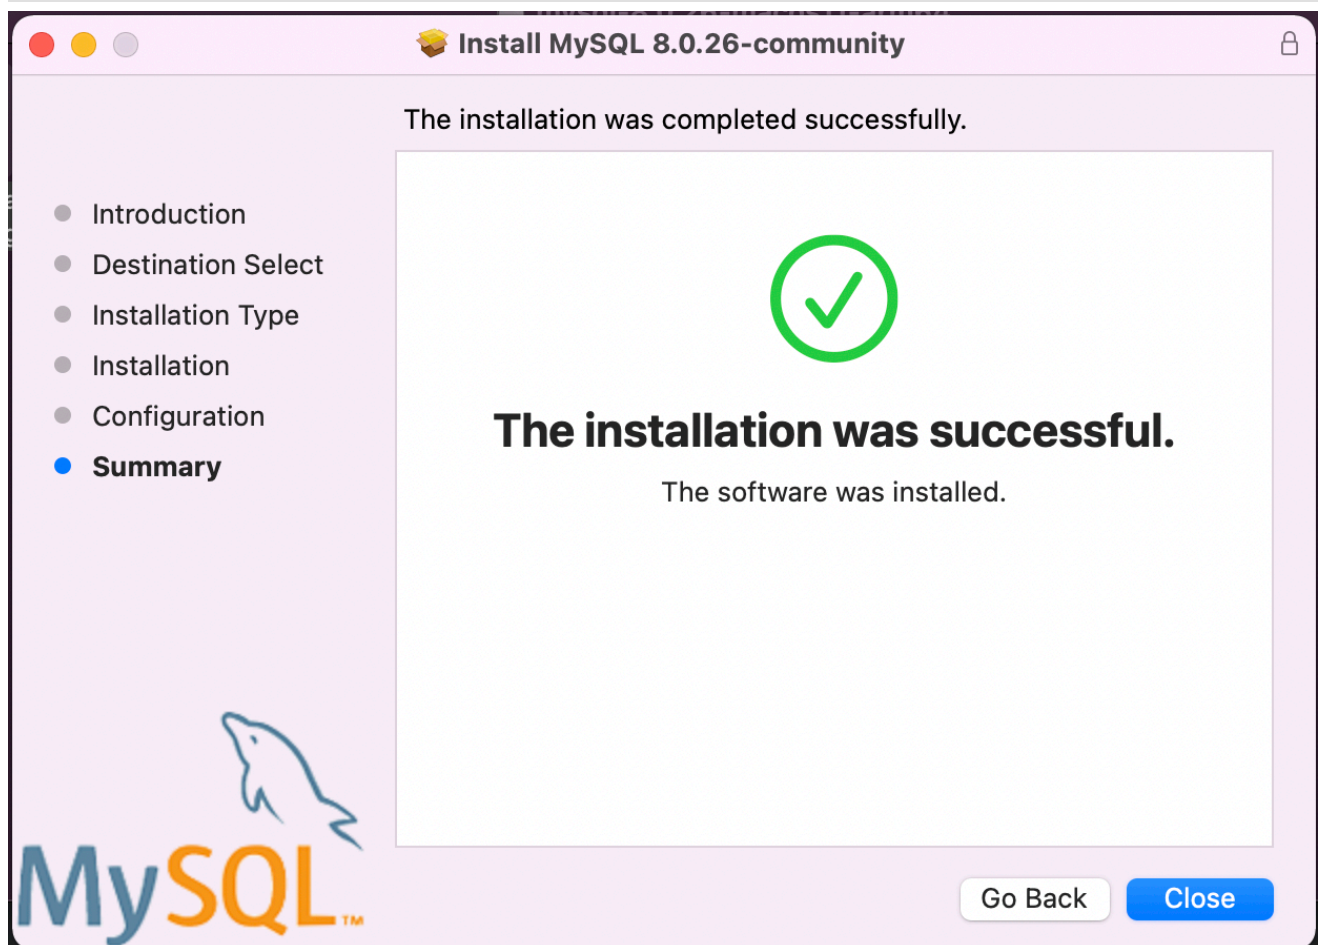 Install MySQL 8.0.26-community
The installation was completed successfully.
Introduction
Destination Select
Installation Type
Installation
Configuration
Summary
The installation was successful.
The software was installed.
MySQL™
Go Back
Close